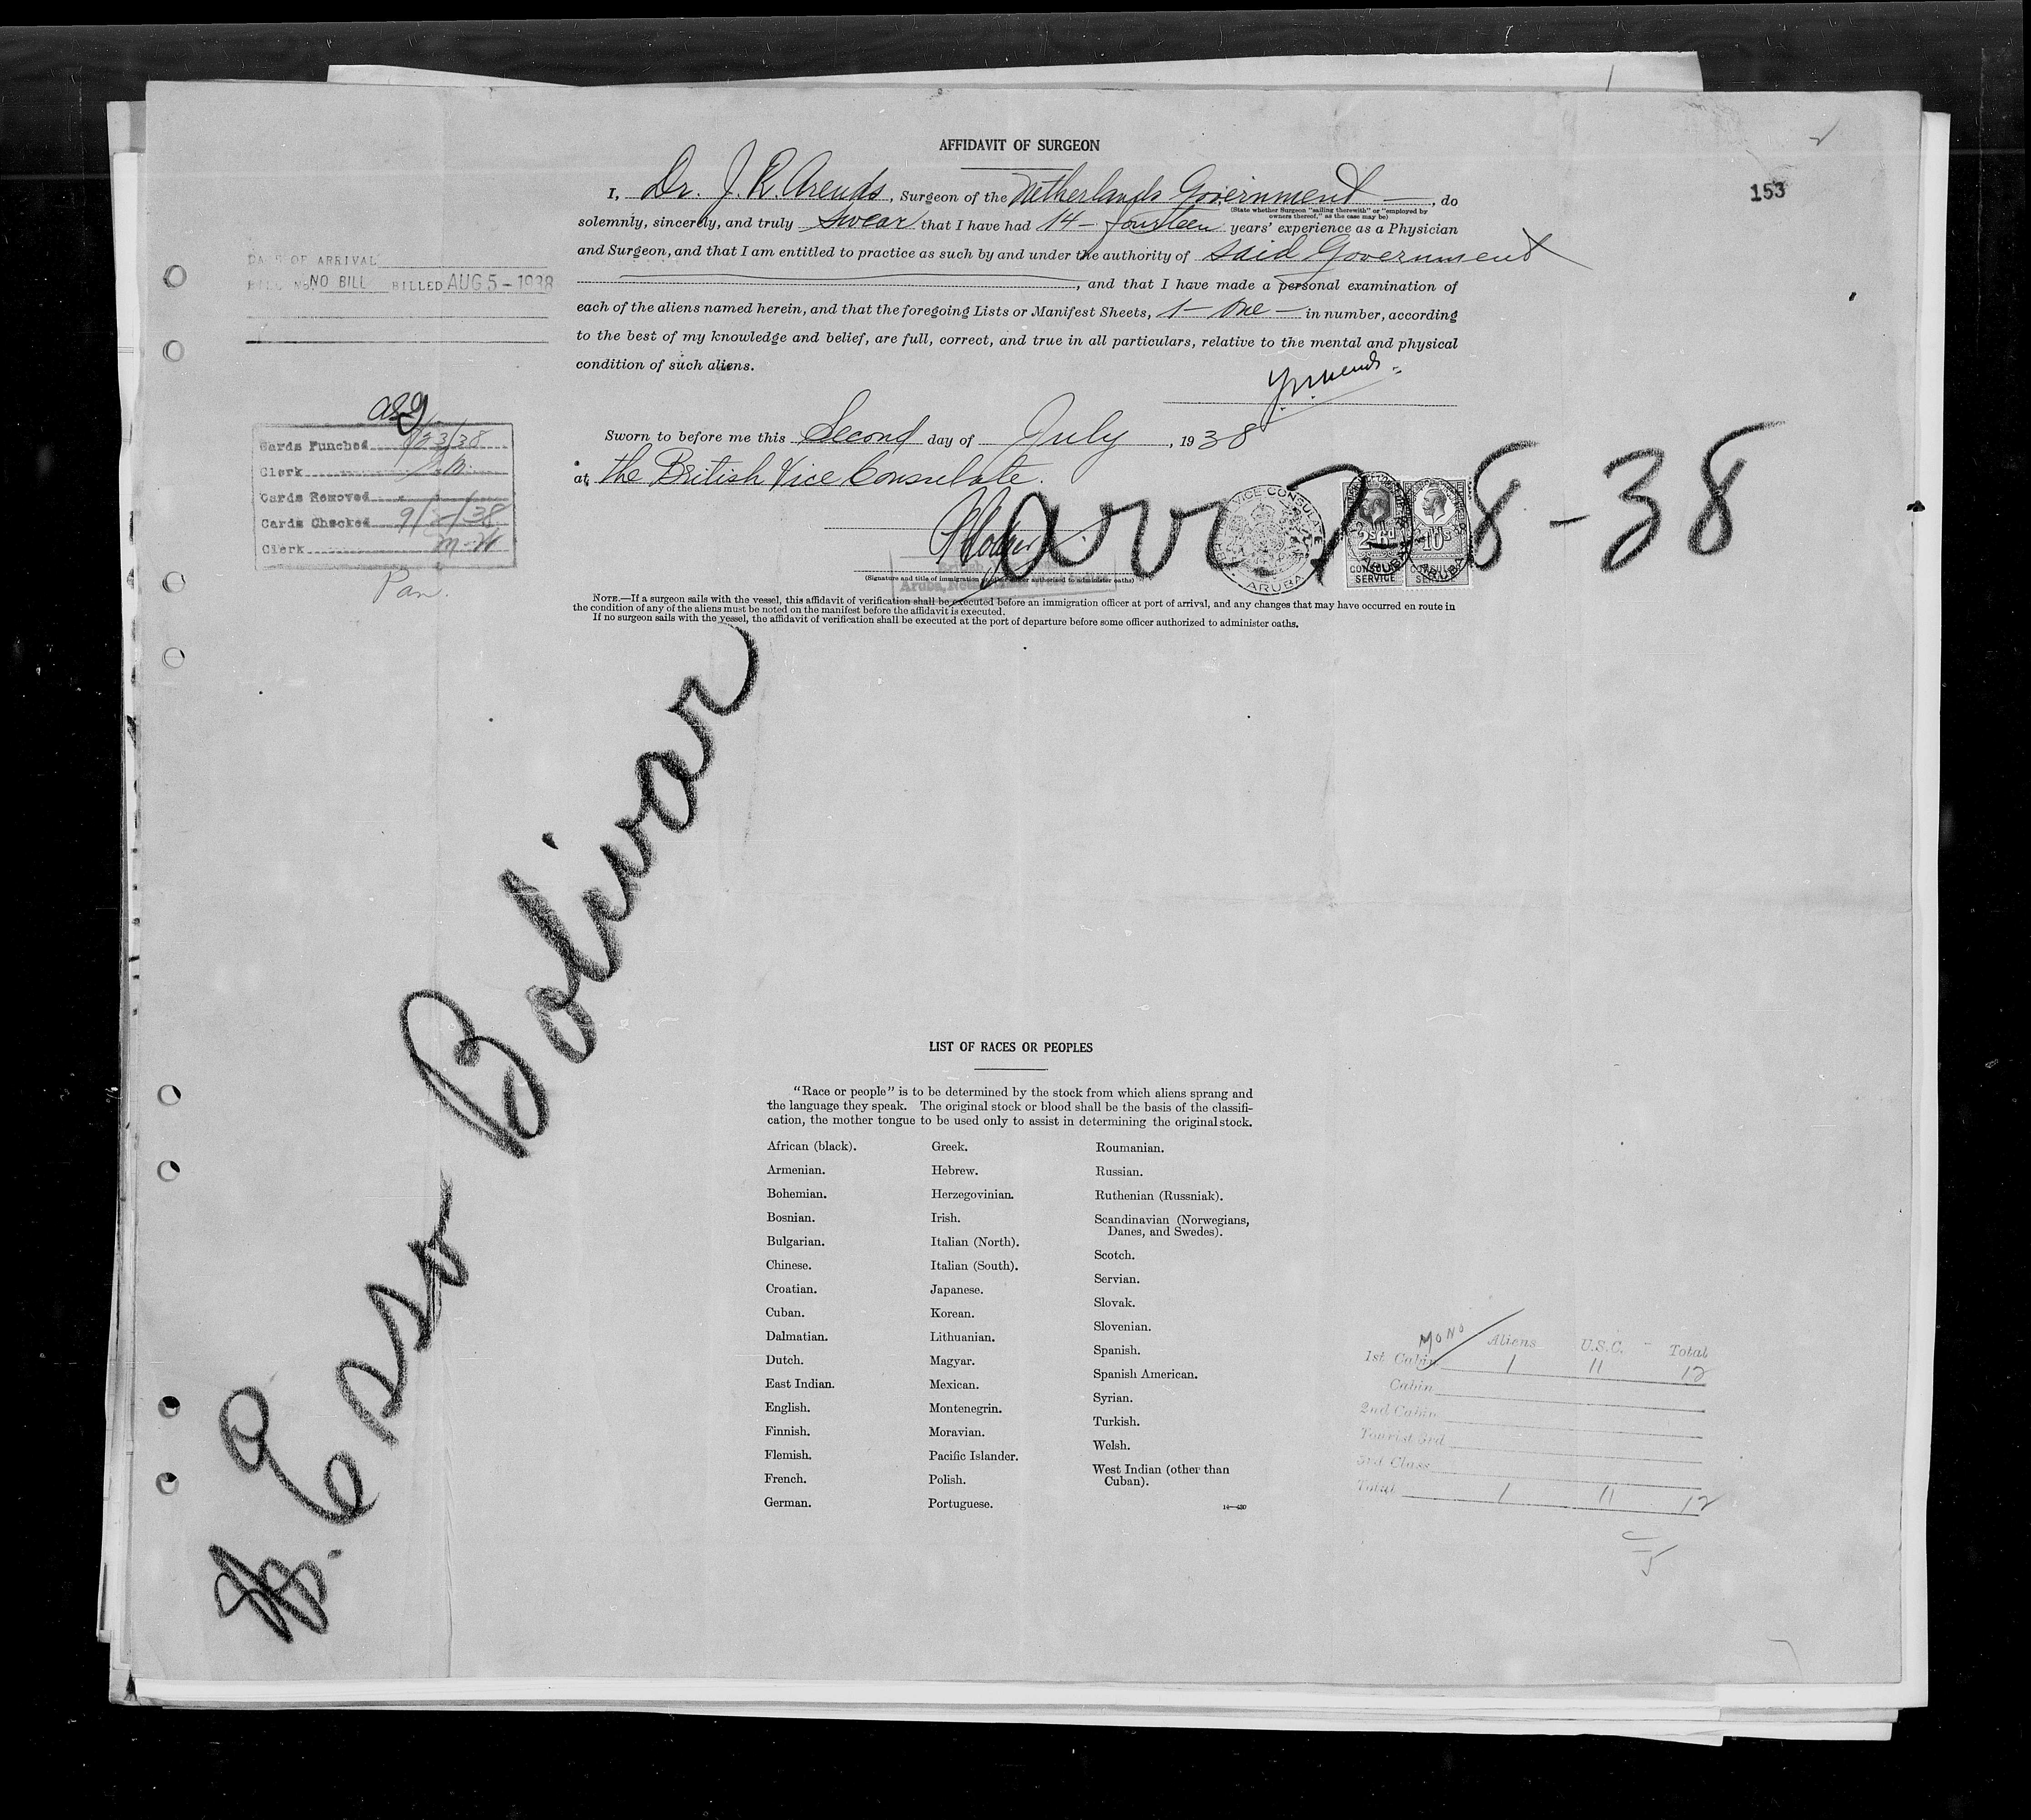 AFFIDAVIT OF SURGEON
153
I, Dr. J. R. Arends, Surgeon of the Netherlands Government —, do
(State whether Surgeon "sailing therewith" or "employed by
owners thereof," as the case may be)
solemnly, sincerely, and truly swear that I have had 14 - fourteen years' experience as a Physician
and Surgeon, and that I am entitled to practice as such by and under the authority of said Government
, and that I have made a personal examination of
each of the aliens named herein, and that the foregoing Lists or Manifest Sheets, 1 - one - in number, according
to the best of my knowledge and belief, are full, correct, and true in all particulars, relative to the mental and physical
condition of such aliens.
DATE OF ARRIVAL
BILL No. NO BILL BILLED AUG 5 - 1938
Cards Punched
Clerk
Cards Removed
Cards Checked
Clerk
Pan.
Sworn to before me this Second day of July, 1938
at the British Vice Consulate.
arr 7-8-38
(Signature and title of immigration officer or officer authorized to administer oaths)
VICE-CONSULATE
ARUBA
2s6d
10s
CONSULAR
SERVICE
CONSULAR
SERVICE
NOTE.—If a surgeon sails with the vessel, this affidavit of verification shall be executed before an immigration officer at port of arrival, and any changes that may have occurred en route in
the condition of any of the aliens must be noted on the manifest before the affidavit is executed.
If no surgeon sails with the vessel, the affidavit of verification shall be executed at the port of departure before some officer authorized to administer oaths.
Esso Bolivar
LIST OF RACES OR PEOPLES
"Race or people" is to be determined by the stock from which aliens sprang and
the language they speak. The original stock or blood shall be the basis of the classifi-
cation, the mother tongue to be used only to assist in determining the original stock.
African (black).
Armenian.
Bohemian.
Bosnian.
Bulgarian.
Chinese.
Croatian.
Cuban.
Dalmatian.
Dutch.
East Indian.
English.
Finnish.
Flemish.
French.
German.
Greek.
Hebrew.
Herzegovinian.
Irish.
Italian (North).
Italian (South).
Japanese.
Korean.
Lithuanian.
Magyar.
Mexican.
Montenegrin.
Moravian.
Pacific Islander.
Polish.
Portuguese.
Roumanian.
Russian.
Ruthenian (Russniak).
Scandinavian (Norwegians,
Danes, and Swedes).
Scotch.
Servian.
Slovak.
Slovenian.
Spanish.
Spanish American.
Syrian.
Turkish.
Welsh.
West Indian (other than
Cuban).
14—430
MONO
Aliens U.S.C. Total
1st Cabin 1 11 12
Cabin
2nd Cabin
Tourist 3rd
3rd Class
Total 1 11 12